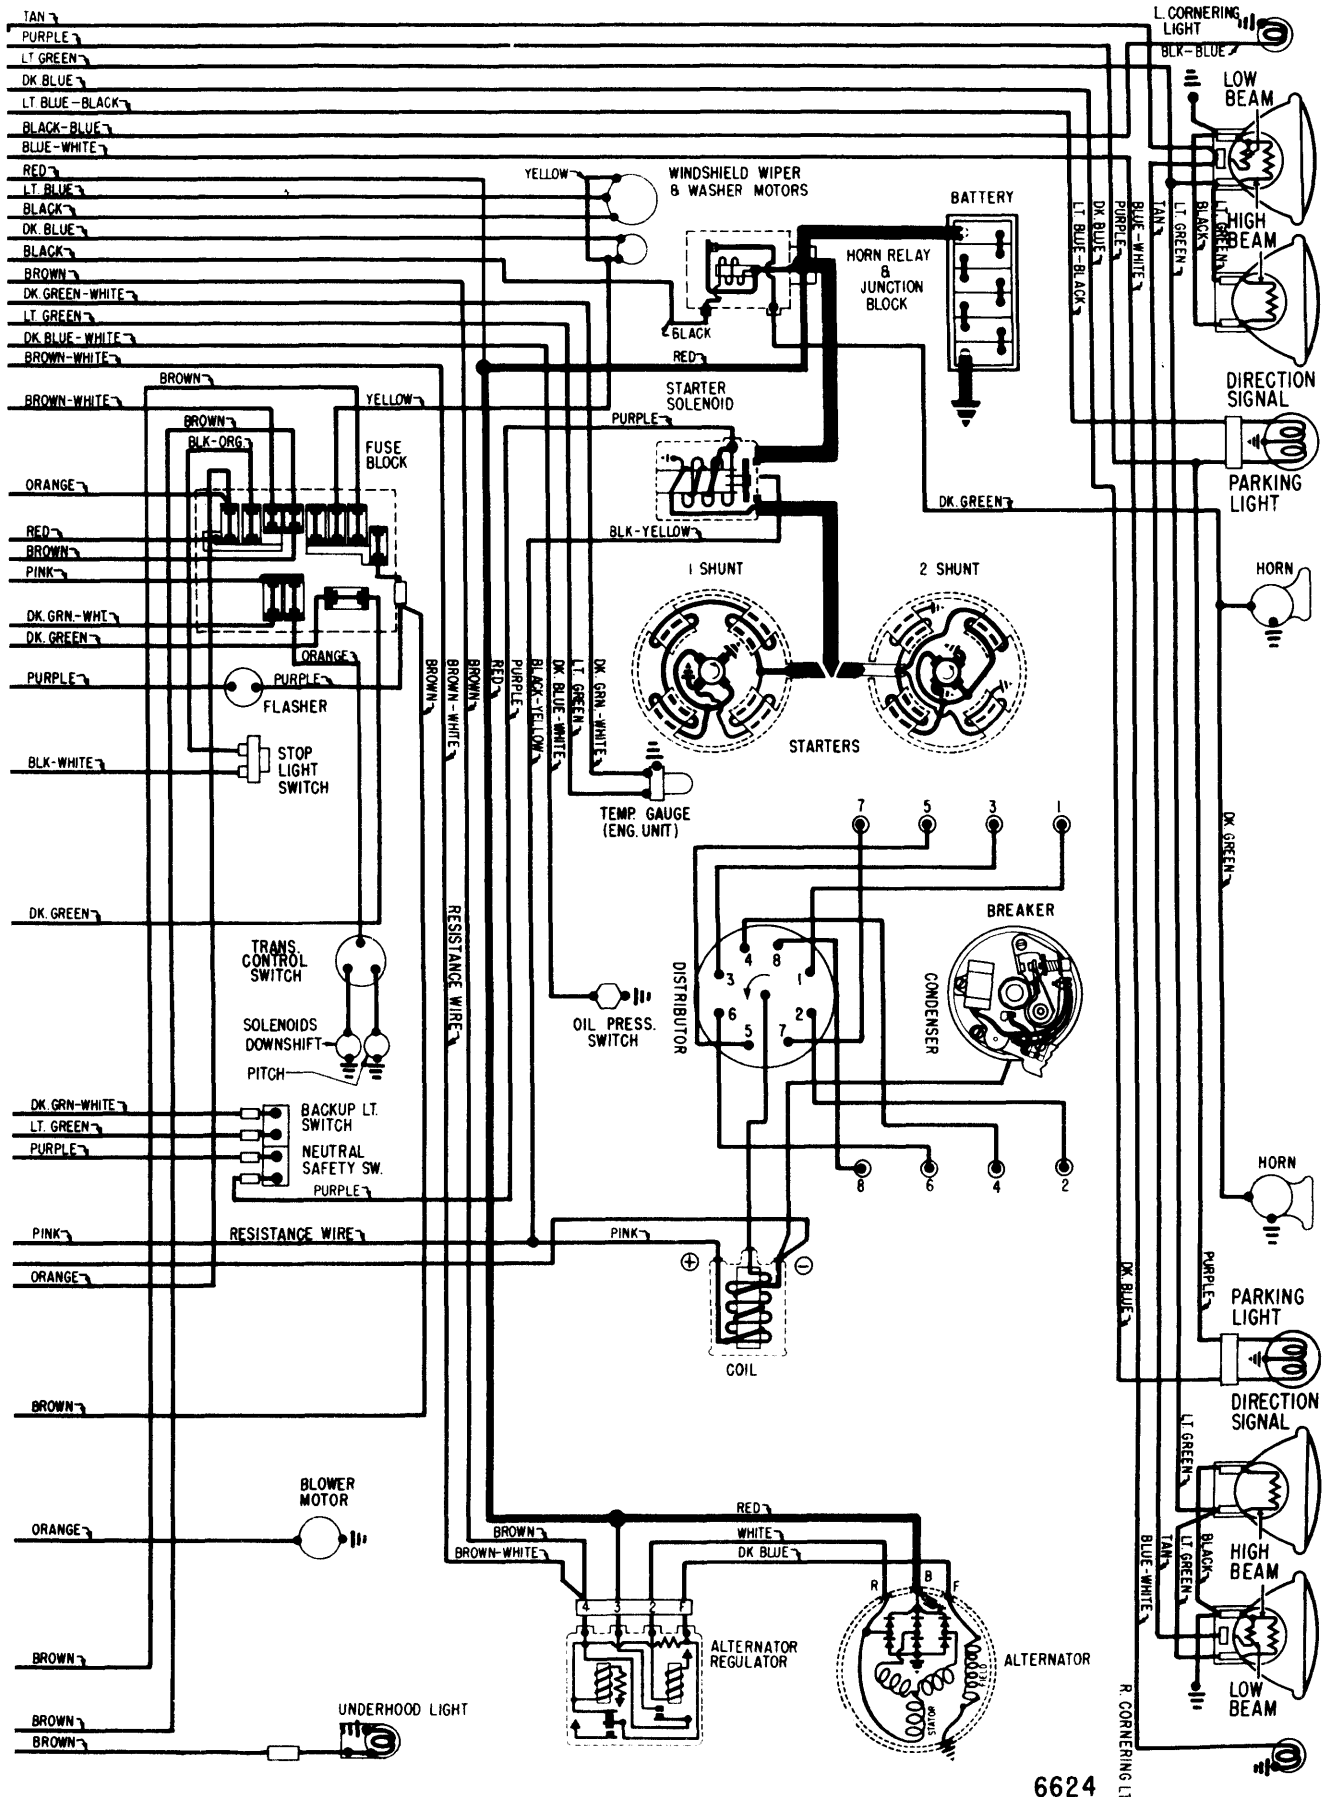 TAN
PURPLE
LT GREEN
DK. BLUE
LT. BLUE-BLACK
BLACK-BLUE
BLUE-WHITE
RED
LT. BLUE
BLACK
DK. BLUE
BLACK
BROWN
DK. GREEN-WHITE
LT. GREEN
DK. BLUE-WHITE
BROWN-WHITE
BROWN
BROWN-WHITE
YELLOW
BROWN
BLK-ORG.
FUSE
BLOCK
ORANGE
RED
BROWN
PINK
DK. GRN.-WHT.
DK. GREEN
ORANGE
PURPLE
PURPLE
FLASHER
STOP
LIGHT
SWITCH
BLK-WHITE
DK. GREEN
TRANS.
CONTROL
SWITCH
SOLENOIDS
DOWNSHIFT
PITCH
DK. GRN-WHITE
LT. GREEN
PURPLE
BACKUP LT.
SWITCH
NEUTRAL
SAFETY SW.
PURPLE
PINK
RESISTANCE WIRE
PINK
ORANGE
BROWN
BLOWER
MOTOR
ORANGE
BROWN
BROWN
BROWN
UNDERHOOD LIGHT
YELLOW
WINDSHIELD WIPER
& WASHER MOTORS
BATTERY
HORN RELAY
&
JUNCTION
BLOCK
BLACK
RED
STARTER
SOLENOID
PURPLE
BLK-YELLOW
DK. GREEN
1 SHUNT
2 SHUNT
STARTERS
BROWN
BROWN-WHITE
BROWN
RED
PURPLE
BLACK-YELLOW
DK. BLUE-WHITE
LT. GREEN
DK. GRN.-WHITE
TEMP. GAUGE
(ENG. UNIT)
RESISTANCE WIRE
7
5
3
1
BREAKER
CONDENSER
DISTRIBUTOR
4
8
3
1
6
2
5
7
OIL PRESS.
SWITCH
8
6
4
2
+
−
COIL
RED
BROWN
WHITE
BROWN-WHITE
DK BLUE
R
B
F
4
3
2
F
ALTERNATOR
REGULATOR
FIELD
STATOR
ALTERNATOR
L. CORNERING
LIGHT
BLK-BLUE
LOW
BEAM
LT. BLUE-BLACK
DK. BLUE
PURPLE
BLUE-WHITE
TAN
LT. GREEN
BLACK
LT. GREEN
HIGH
BEAM
DIRECTION
SIGNAL
PARKING
LIGHT
HORN
DK. GREEN
HORN
DK. BLUE
PURPLE
PARKING
LIGHT
DIRECTION
SIGNAL
LT. GREEN
BLUE-WHITE
TAN
LT. GREEN
BLACK
HIGH
BEAM
LOW
BEAM
R. CORNERING LT
6624